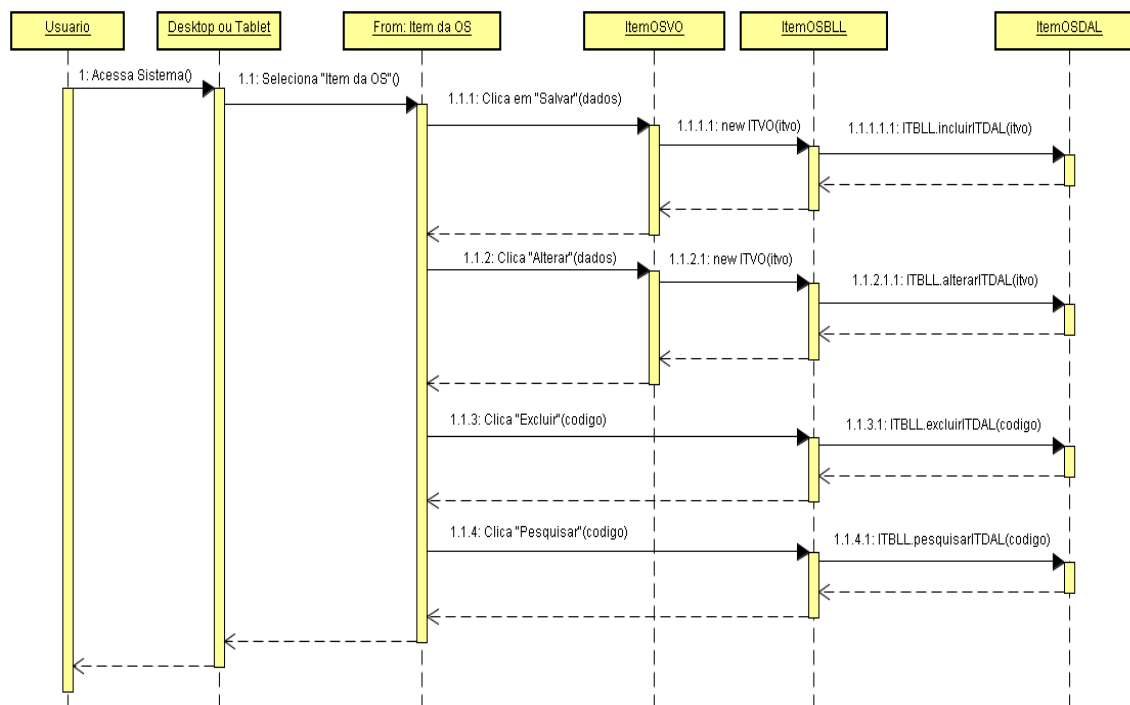 Usuario
Desktop ou Tablet
From: Item da OS
ItemOSVO
ItemOSBLL
ItemOSDAL
1: Acessa Sistema()
1.1: Seleciona "Item da OS"()
1.1.1: Clica em "Salvar"(dados)
1.1.1.1: new ITVO(itvo)
1.1.1.1.1: ITBLL.incluirITDAL(itvo)
1.1.2: Clica "Alterar"(dados)
1.1.2.1: new ITVO(itvo)
1.1.2.1.1: ITBLL.alterarITDAL(itvo)
1.1.3: Clica "Excluir"(codigo)
1.1.3.1: ITBLL.excluirITDAL(codigo)
1.1.4: Clica "Pesquisar"(codigo)
1.1.4.1: ITBLL.pesquisarITDAL(codigo)